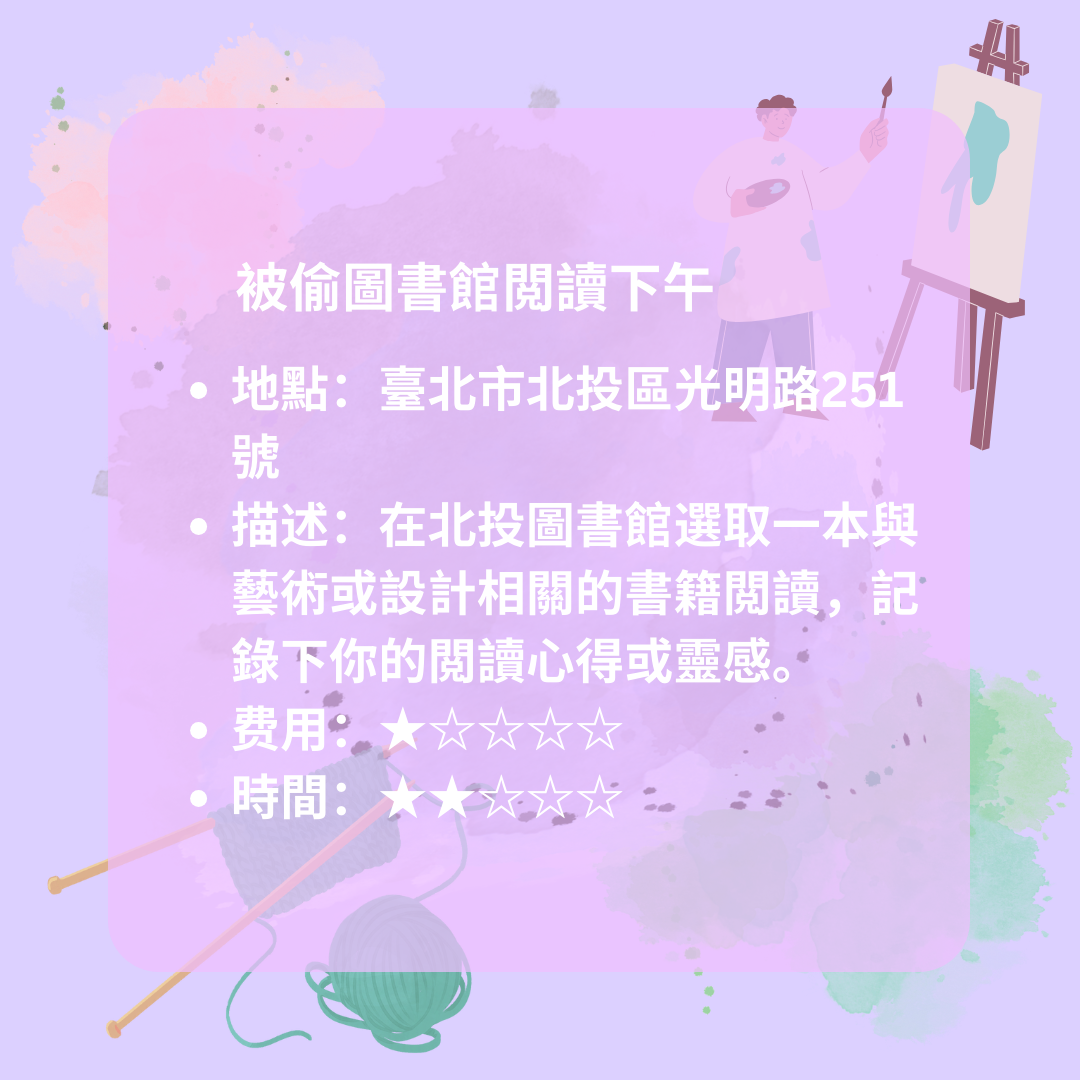 被偷圖書館閱讀下午
• 地點：臺北市北投區光明路251
號
• 描述：在北投圖書館選取一本與
藝術或設計相關的書籍閱讀，記
錄下你的閱讀心得或靈感。
• 费用：★☆☆☆☆
• 時間：★★☆☆☆